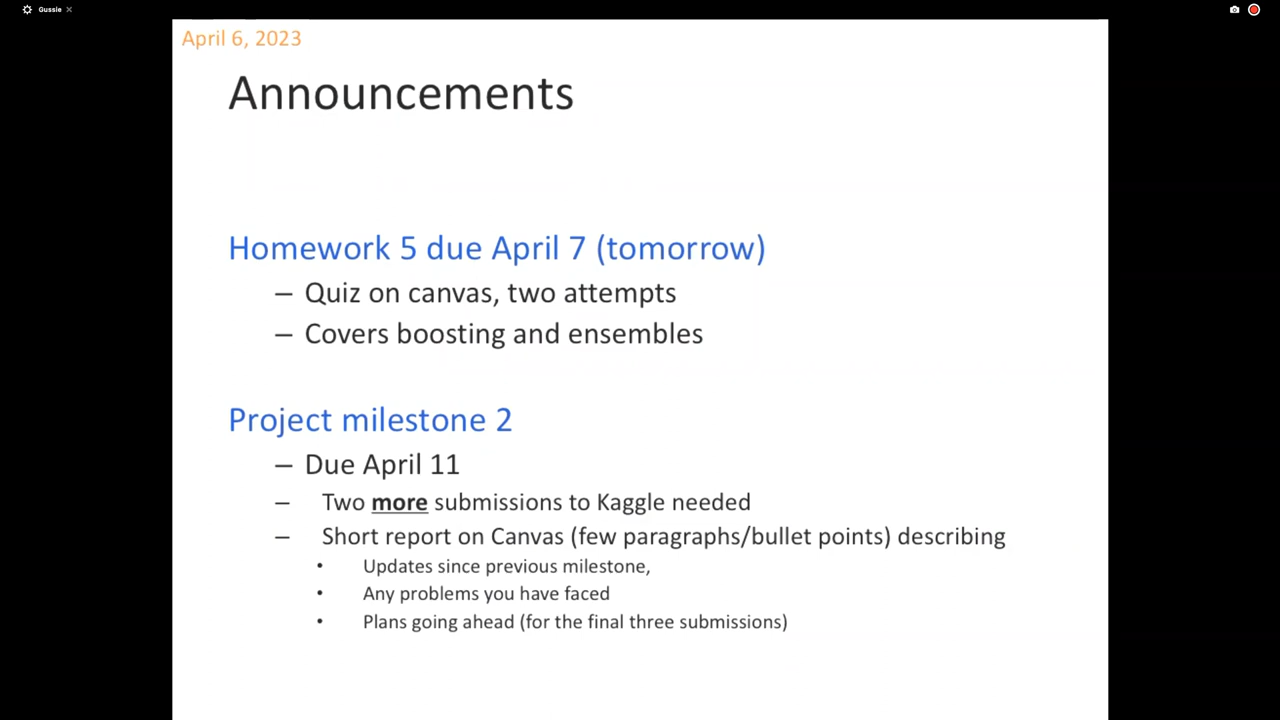 Gussie
April 6, 2023
Announcements
Homework 5 due April 7 (tomorrow)
– Quiz on canvas, two attempts
– Covers boosting and ensembles
Project milestone 2
– Due April 11
– Two more submissions to Kaggle needed
– Short report on Canvas (few paragraphs/bullet points) describing
• Updates since previous milestone,
• Any problems you have faced
• Plans going ahead (for the final three submissions)